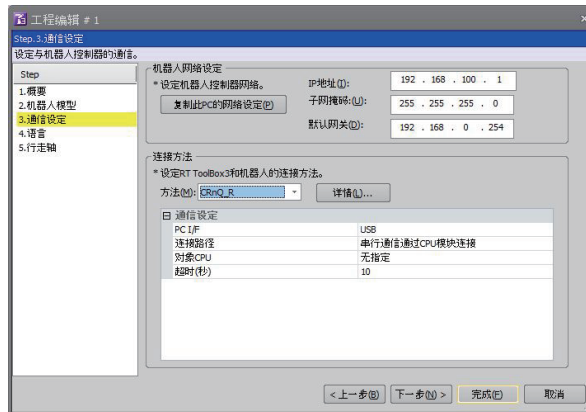 工程编辑 # 1
Step.3.通信设定
设定与机器人控制器的通信。
Step
1.概要
2.机器人模型
3.通信设定
4.语言
5.行走轴
机器人网络设定
*设定机器人控制器网络。
复制此PC的网络设定(P)
IP地址(I):
192 . 168 . 100 . 1
子网掩码:(U):
255 . 255 . 255 . 0
默认网关(D):
192 . 168 . 0 . 254
连接方法
*设定RT ToolBox3和机器人的连接方法。
方法(M): CRnQ_R 详情(L)...
通信设定
PC I/F USB
连接路径 串行通信通过CPU模块连接
对象CPU 无指定
超时(秒) 10
<上一步(B) 下一步(N)> 完成(F) 取消